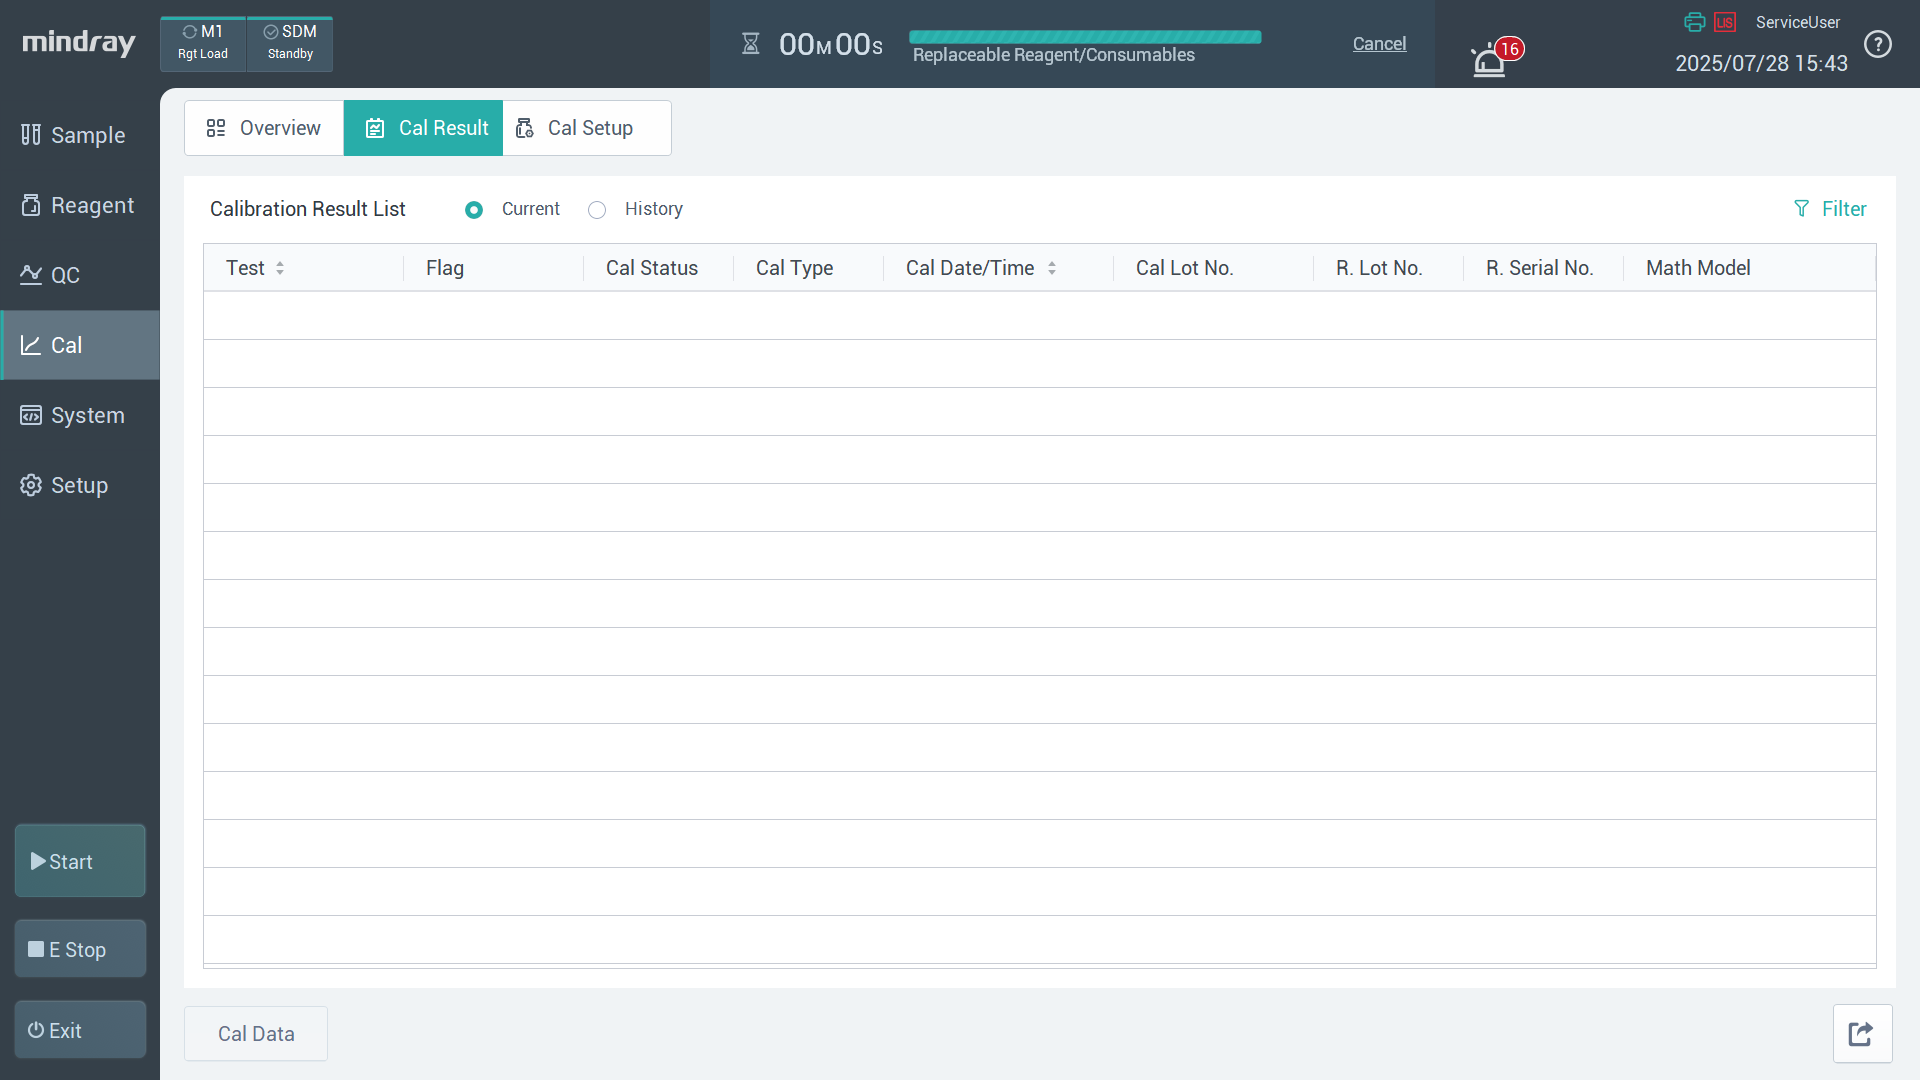 mindray
M1
Rgt Load
SDM
Standby
00M00S
Replaceable Reagent/Consumables
Cancel
16
LIS
ServiceUser
2025/07/28 15:43
?
Sample
Reagent
QC
Cal
System
Setup
Start
E Stop
Exit
Overview
Cal Result
Cal Setup
Calibration Result List
Current
History
Filter
Test
Flag
Cal Status
Cal Type
Cal Date/Time
Cal Lot No.
R. Lot No.
R. Serial No.
Math Model
Cal Data